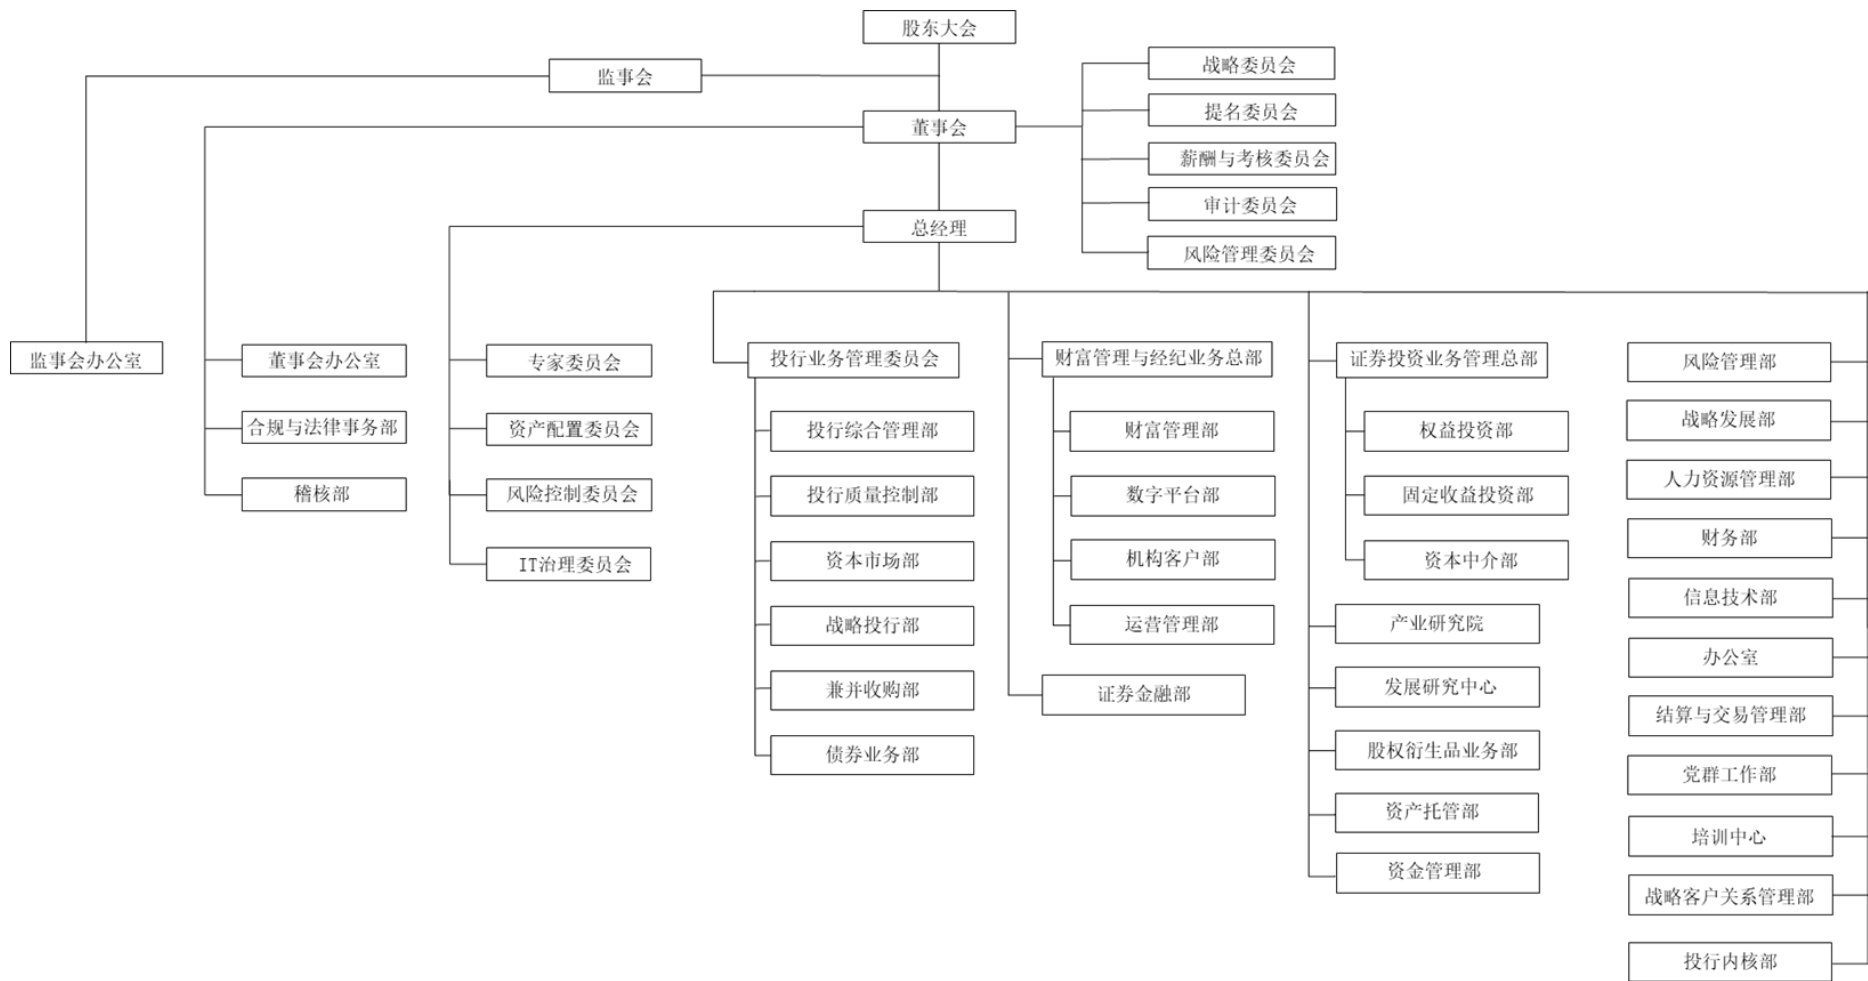 股东大会
监事会
战略委员会
提名委员会
董事会
薪酬与考核委员会
审计委员会
总经理
风险管理委员会
监事会办公室
董事会办公室
合规与法律事务部
稽核部
专家委员会
资产配置委员会
风险控制委员会
IT治理委员会
投行业务管理委员会
投行综合管理部
投行质量控制部
资本市场部
战略投行部
兼并收购部
债券业务部
财富管理与经纪业务总部
财富管理部
数字平台部
机构客户部
运营管理部
证券金融部
证券投资业务管理总部
权益投资部
固定收益投资部
资本中介部
产业研究院
发展研究中心
股权衍生品业务部
资产托管部
资金管理部
风险管理部
战略发展部
人力资源管理部
财务部
信息技术部
办公室
结算与交易管理部
党群工作部
培训中心
战略客户关系管理部
投行内核部